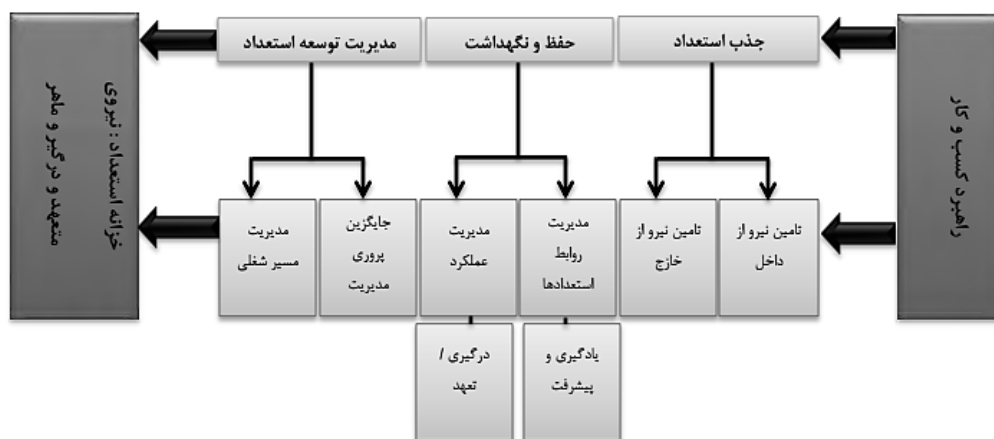 راهبرد کسب و کار
جذب استعداد
حفظ و نگهداشت
مدیریت توسعه استعداد
خزانه استعداد : نیروی
متعهد و درگیر و ماهر
تامین نیرو از
داخل
تامین نیرو از
خارج
مدیریت
روابط
استعدادها
مدیریت
عملکرد
جایگزین
پروری
مدیریت
مدیریت
مسیر شغلی
یادگیری و
پیشرفت
درگیری /
تعهد